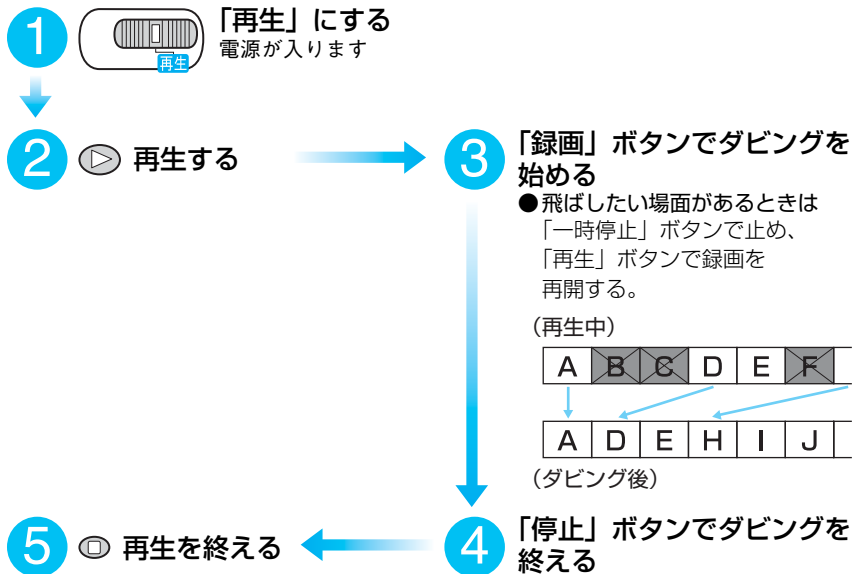 1
「再生」にする
電源が入ります
再生
2 再生する
3
「録画」ボタンでダビングを
始める
●飛ばしたい場面があるときは
「一時停止」ボタンで止め、
「再生」ボタンで録画を
再開する。
(再生中)
A B C D E F
A D E H I J
(ダビング後)
4
「停止」ボタンでダビングを
終える
5 再生を終える